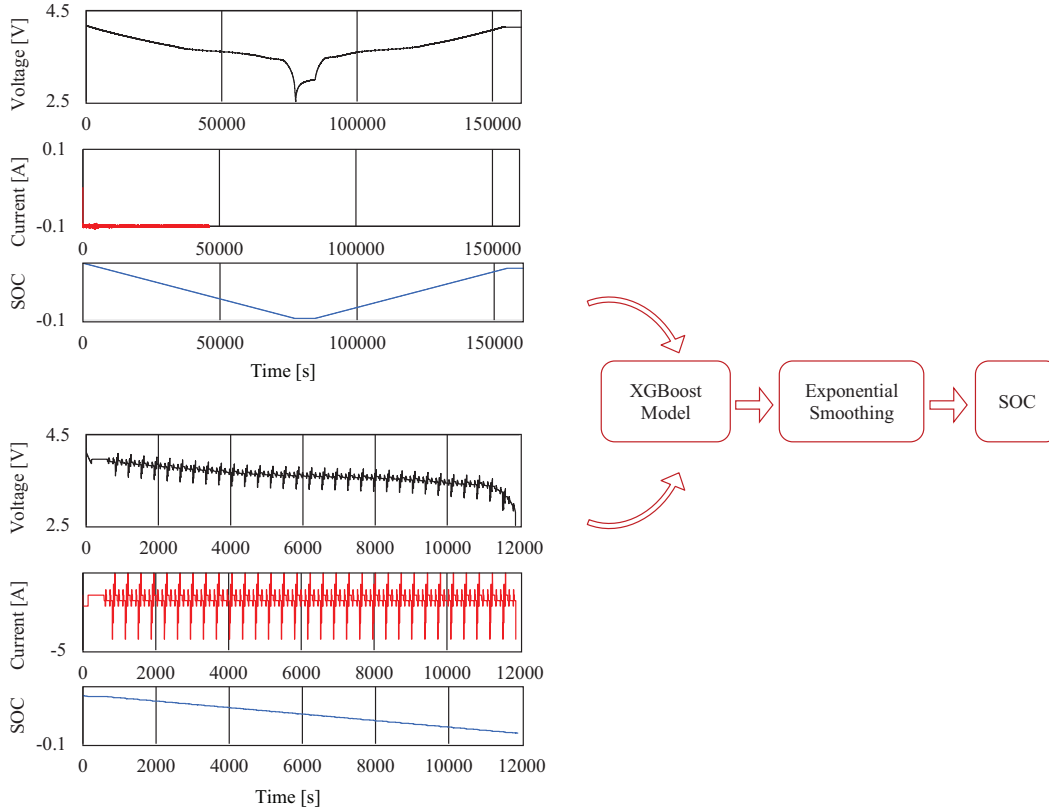 4.5
Voltage [V]
2.5
0 50000 100000 150000
0.1
Current [A]
-0.1
0 50000 100000 150000
SOC
-0.1
0 50000 100000 150000
Time [s]
XGBoost
Model
Exponential
Smoothing
SOC
4.5
Voltage [V]
2.5
0 2000 4000 6000 8000 10000 12000
Current [A]
-5
0 2000 4000 6000 8000 10000 12000
SOC
-0.1
0 2000 4000 6000 8000 10000 12000
Time [s]